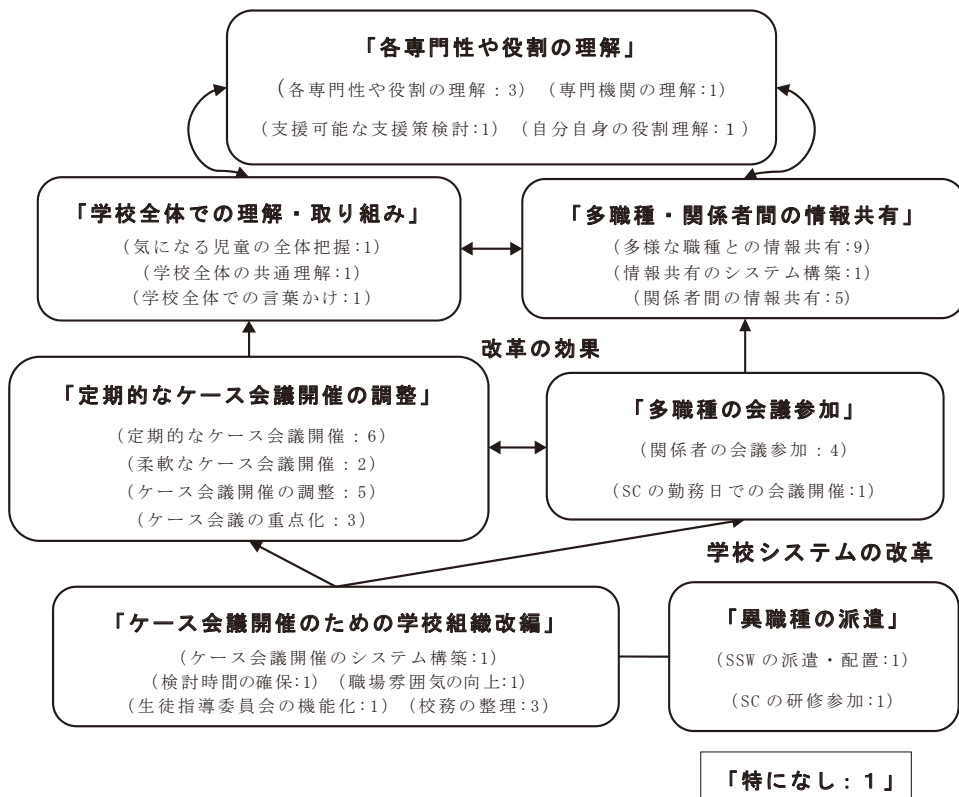 「各専門性や役割の理解」
(各専門性や役割の理解：3) (専門機関の理解:1)
(支援可能な支援策検討:1) (自分自身の役割理解：１)
「学校全体での理解・取り組み」
(気になる児童の全体把握:1)
(学校全体の共通理解:1)
(学校全体での言葉かけ:1)
「多職種・関係者間の情報共有」
(多様な職種との情報共有:9)
(情報共有のシステム構築:1)
(関係者間の情報共有:5)
改革の効果
「定期的なケース会議開催の調整」
(定期的なケース会議開催：6)
(柔軟なケース会議開催：2)
(ケース会議開催の調整：5)
(ケース会議の重点化：3)
「多職種の会議参加」
(関係者の会議参加：4)
(SCの勤務日での会議開催:1)
学校システムの改革
「ケース会議開催のための学校組織改編」
(ケース会議開催のシステム構築:1)
(検討時間の確保:1) (職場雰囲気の向上:1)
(生徒指導委員会の機能化:1) (校務の整理:3)
「異職種の派遣」
(SSWの派遣・配置:1)
(SCの研修参加:1)
「特になし：１」